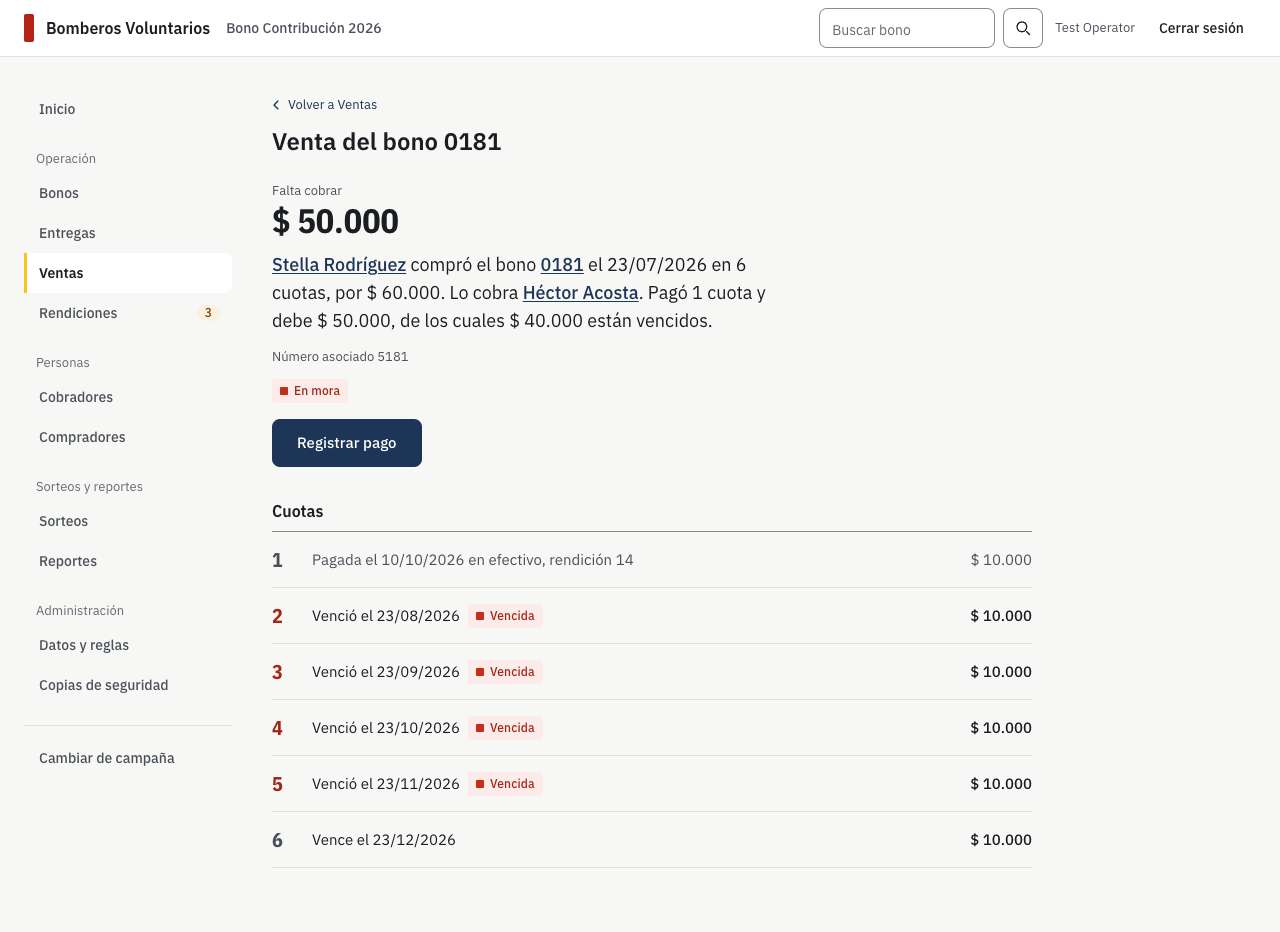 Bomberos Voluntarios
Bono Contribución 2026
Buscar bono
Test Operator
Cerrar sesión
Inicio
Operación
Bonos
Entregas
Ventas
Rendiciones 3
Personas
Cobradores
Compradores
Sorteos y reportes
Sorteos
Reportes
Administración
Datos y reglas
Copias de seguridad
Cambiar de campaña
Volver a Ventas
Venta del bono 0181
Falta cobrar
$ 50.000
Stella Rodríguez compró el bono 0181 el 23/07/2026 en 6
cuotas, por $ 60.000. Lo cobra Héctor Acosta. Pagó 1 cuota y
debe $ 50.000, de los cuales $ 40.000 están vencidos.
Número asociado 5181
En mora
Registrar pago
Cuotas
1 Pagada el 10/10/2026 en efectivo, rendición 14 $ 10.000
2 Venció el 23/08/2026 Vencida $ 10.000
3 Venció el 23/09/2026 Vencida $ 10.000
4 Venció el 23/10/2026 Vencida $ 10.000
5 Venció el 23/11/2026 Vencida $ 10.000
6 Vence el 23/12/2026 $ 10.000